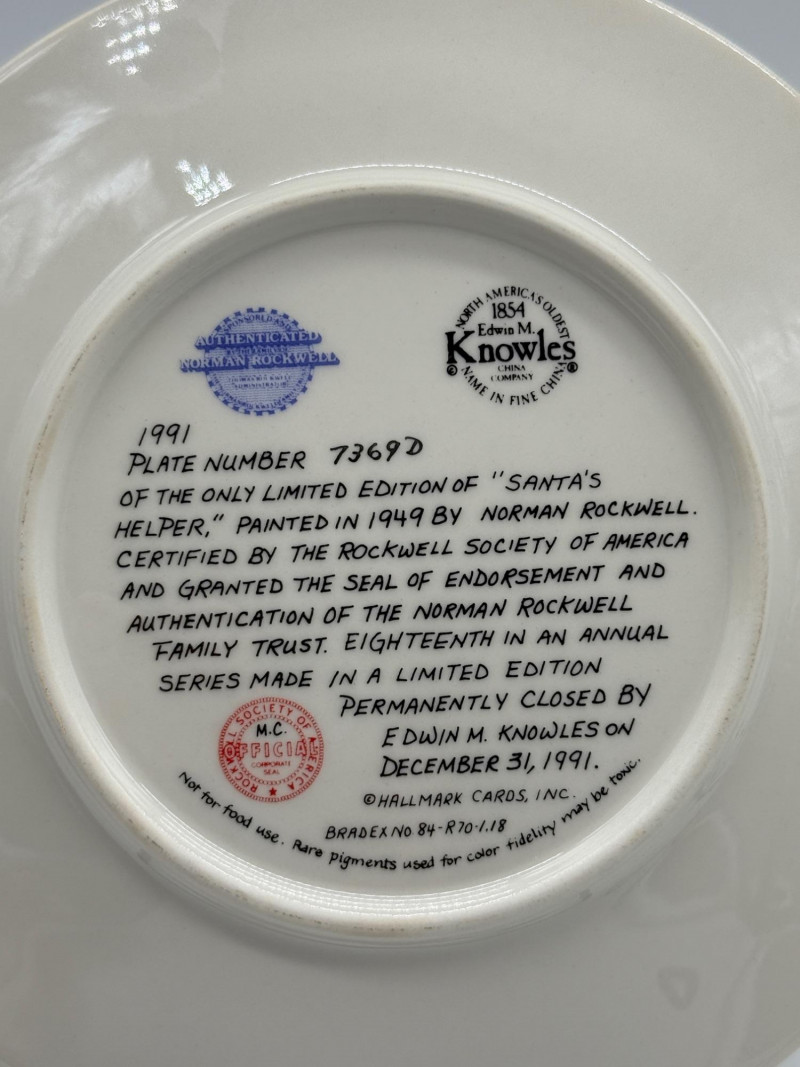 AUTHENTICATED
NORMAN ROCKWELL
NORTH AMERICA'S OLDEST
1854
Edwin M.
Knowles
CHINA
COMPANY
© ®
NAME IN FINE CHINA
1991
PLATE NUMBER 7369D
OF THE ONLY LIMITED EDITION OF "SANTA'S
HELPER," PAINTED IN 1949 BY NORMAN ROCKWELL.
CERTIFIED BY THE ROCKWELL SOCIETY OF AMERICA
AND GRANTED THE SEAL OF ENDORSEMENT AND
AUTHENTICATION OF THE NORMAN ROCKWELL
FAMILY TRUST. EIGHTEENTH IN AN ANNUAL
SERIES MADE IN A LIMITED EDITION
PERMANENTLY CLOSED BY
EDWIN M. KNOWLES ON
DECEMBER 31, 1991.
ROCKWELL SOCIETY OF AMERICA
M.C.
OFFICIAL
CORPORATE
SEAL
©HALLMARK CARDS, INC.
BRADEX NO 84-R70-1.18
Not for food use. Rare pigments used for color fidelity may be toxic.